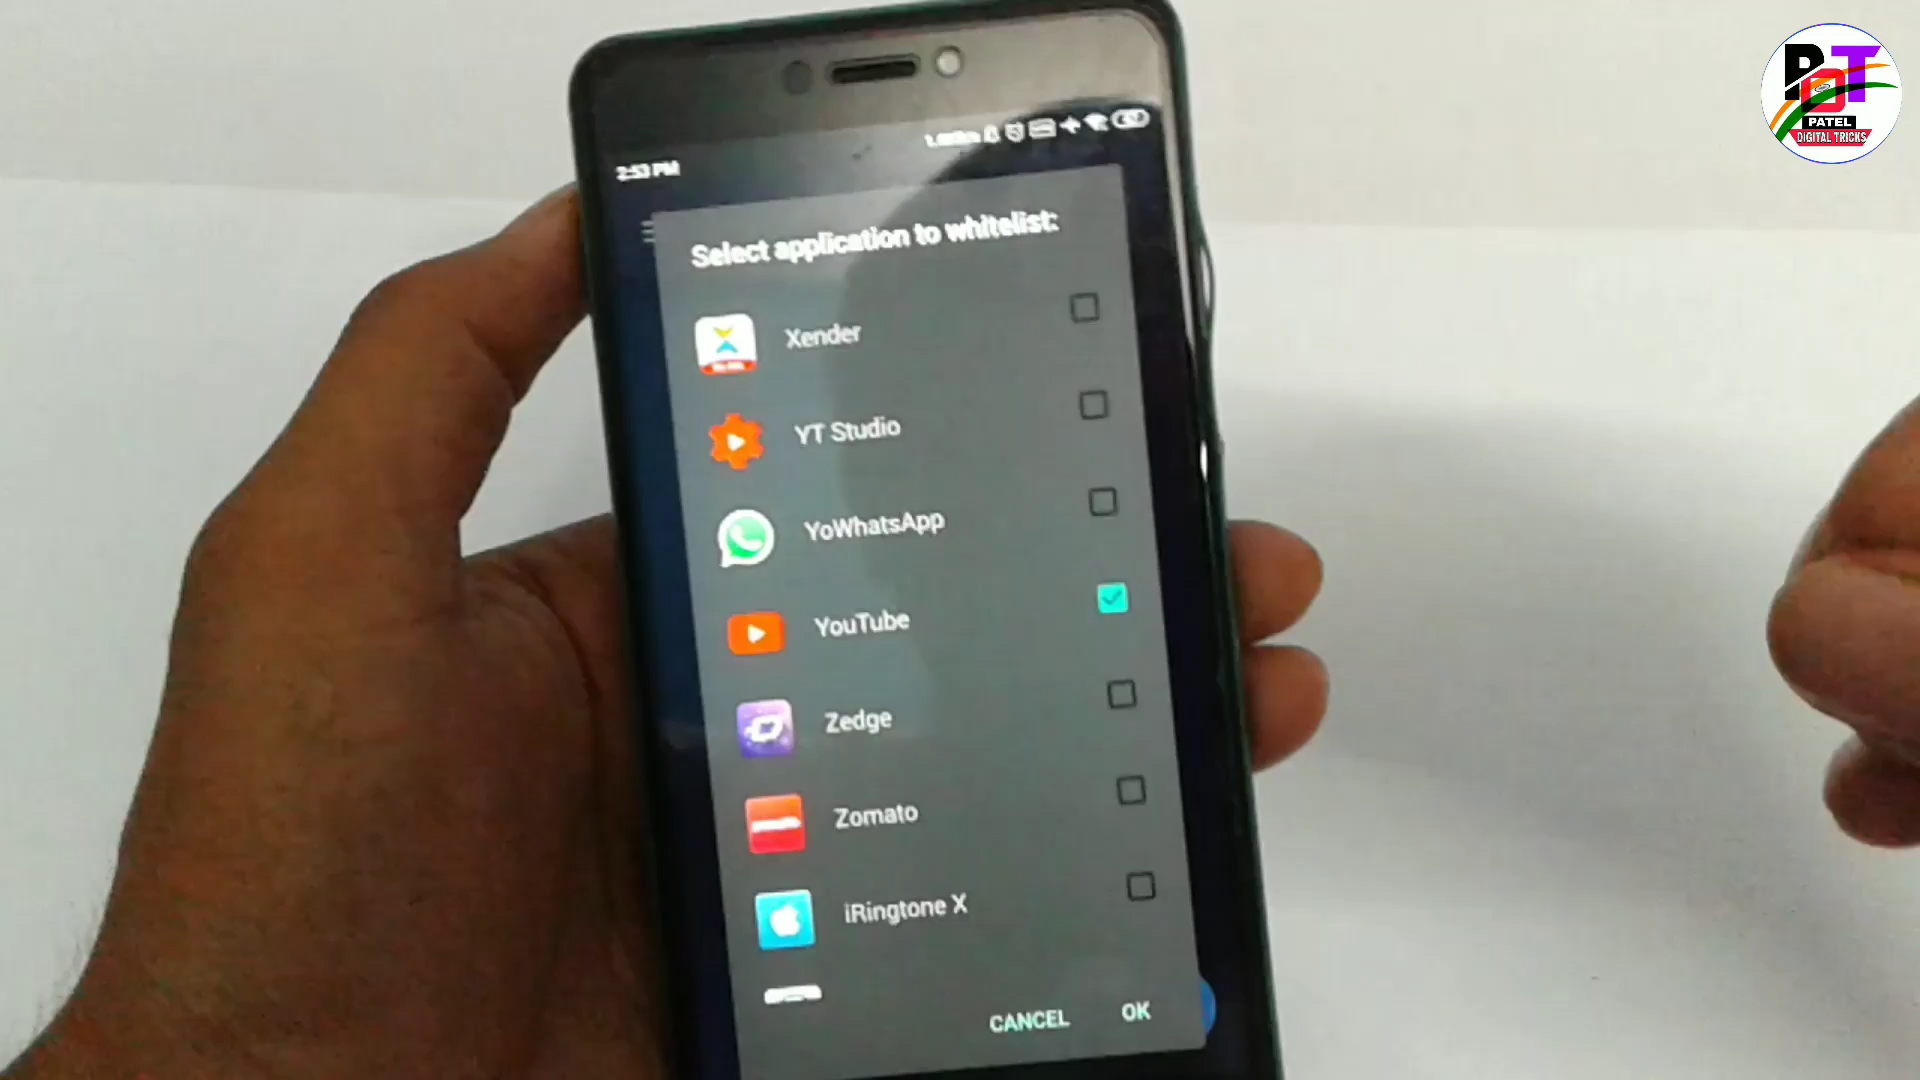 PDT
PATEL
DIGITAL TRICKS
2:53 PM
Select application to whitelist:
Xender
YT Studio
YoWhatsApp
YouTube
Zedge
Zomato
iRingtone X
CANCEL
OK